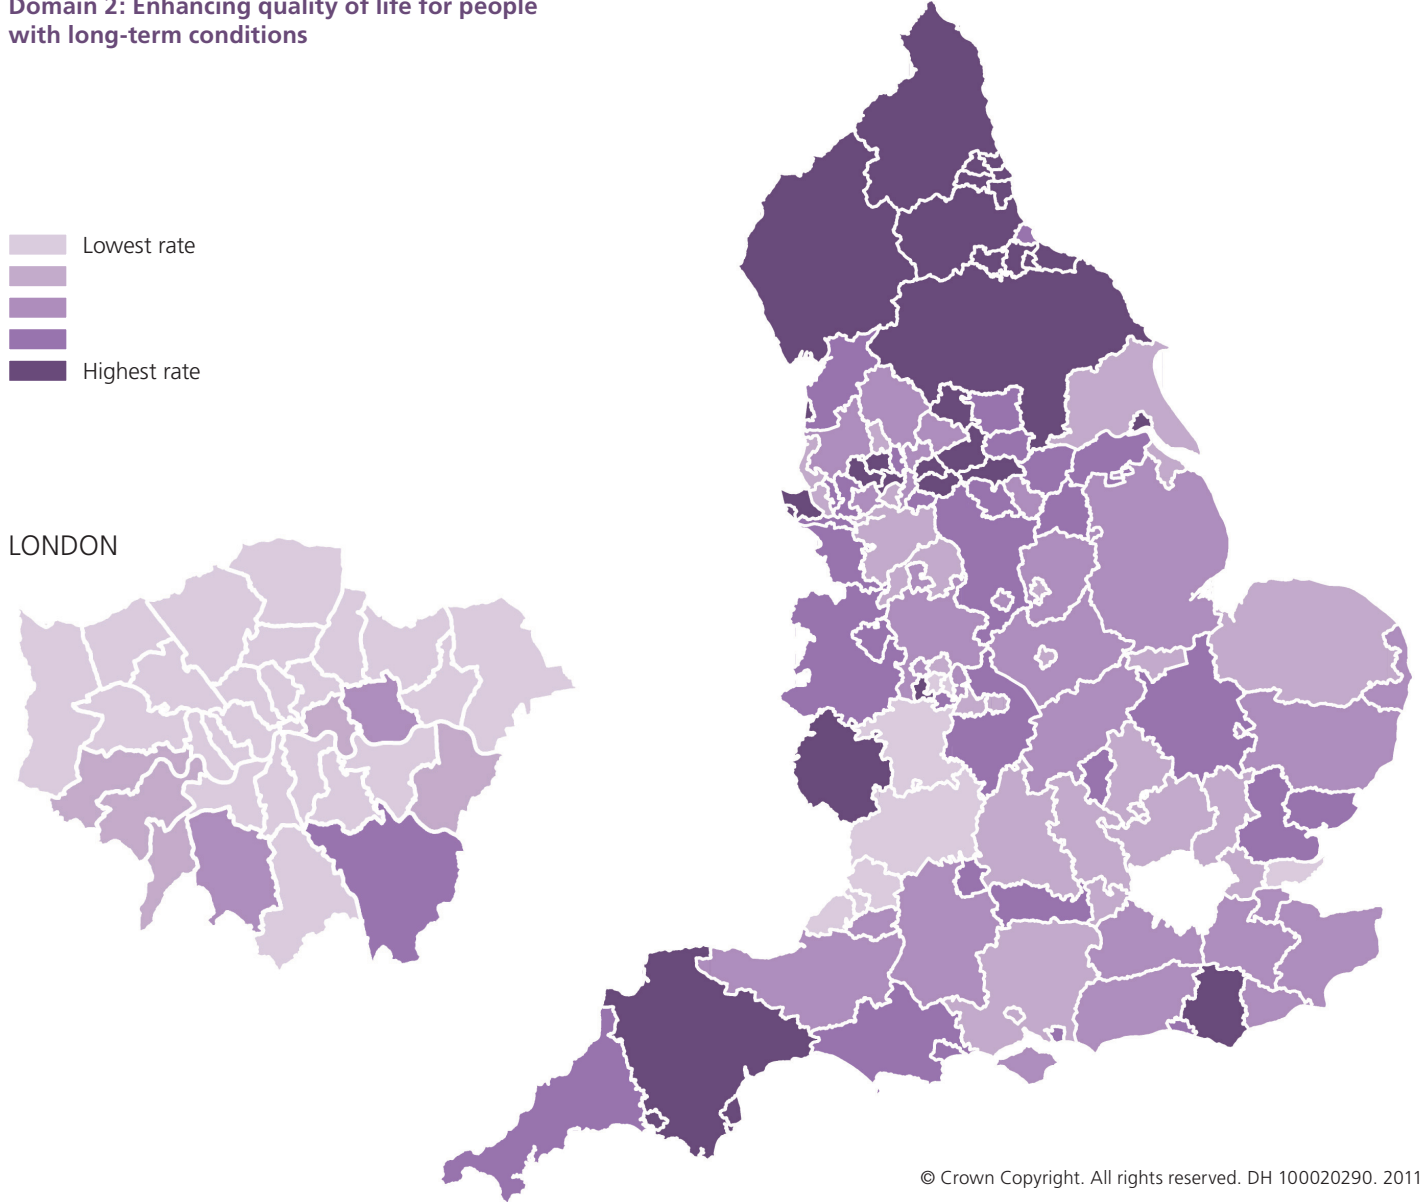 Domain 2: Enhancing quality of life for people
with long-term conditions
Lowest rate
Highest rate
LONDON
© Crown Copyright. All rights reserved. DH 100020290. 2011